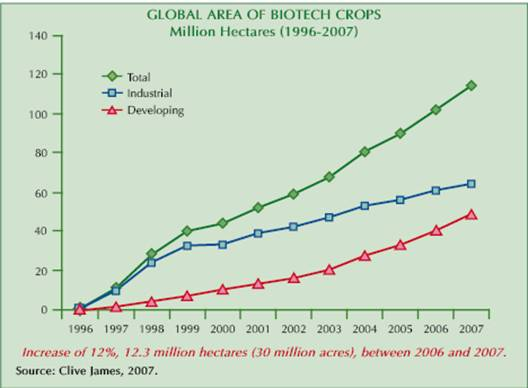 GLOBAL AREA OF BIOTECH CROPS
Million Hectares (1996-2007)
140
120
100
80
60
40
20
0
Total
Industrial
Developing
1996 1997 1998 1999 2000 2001 2002 2003 2004 2005 2006 2007
Increase of 12%, 12.3 million hectares (30 million acres), between 2006 and 2007.
Source: Clive James, 2007.